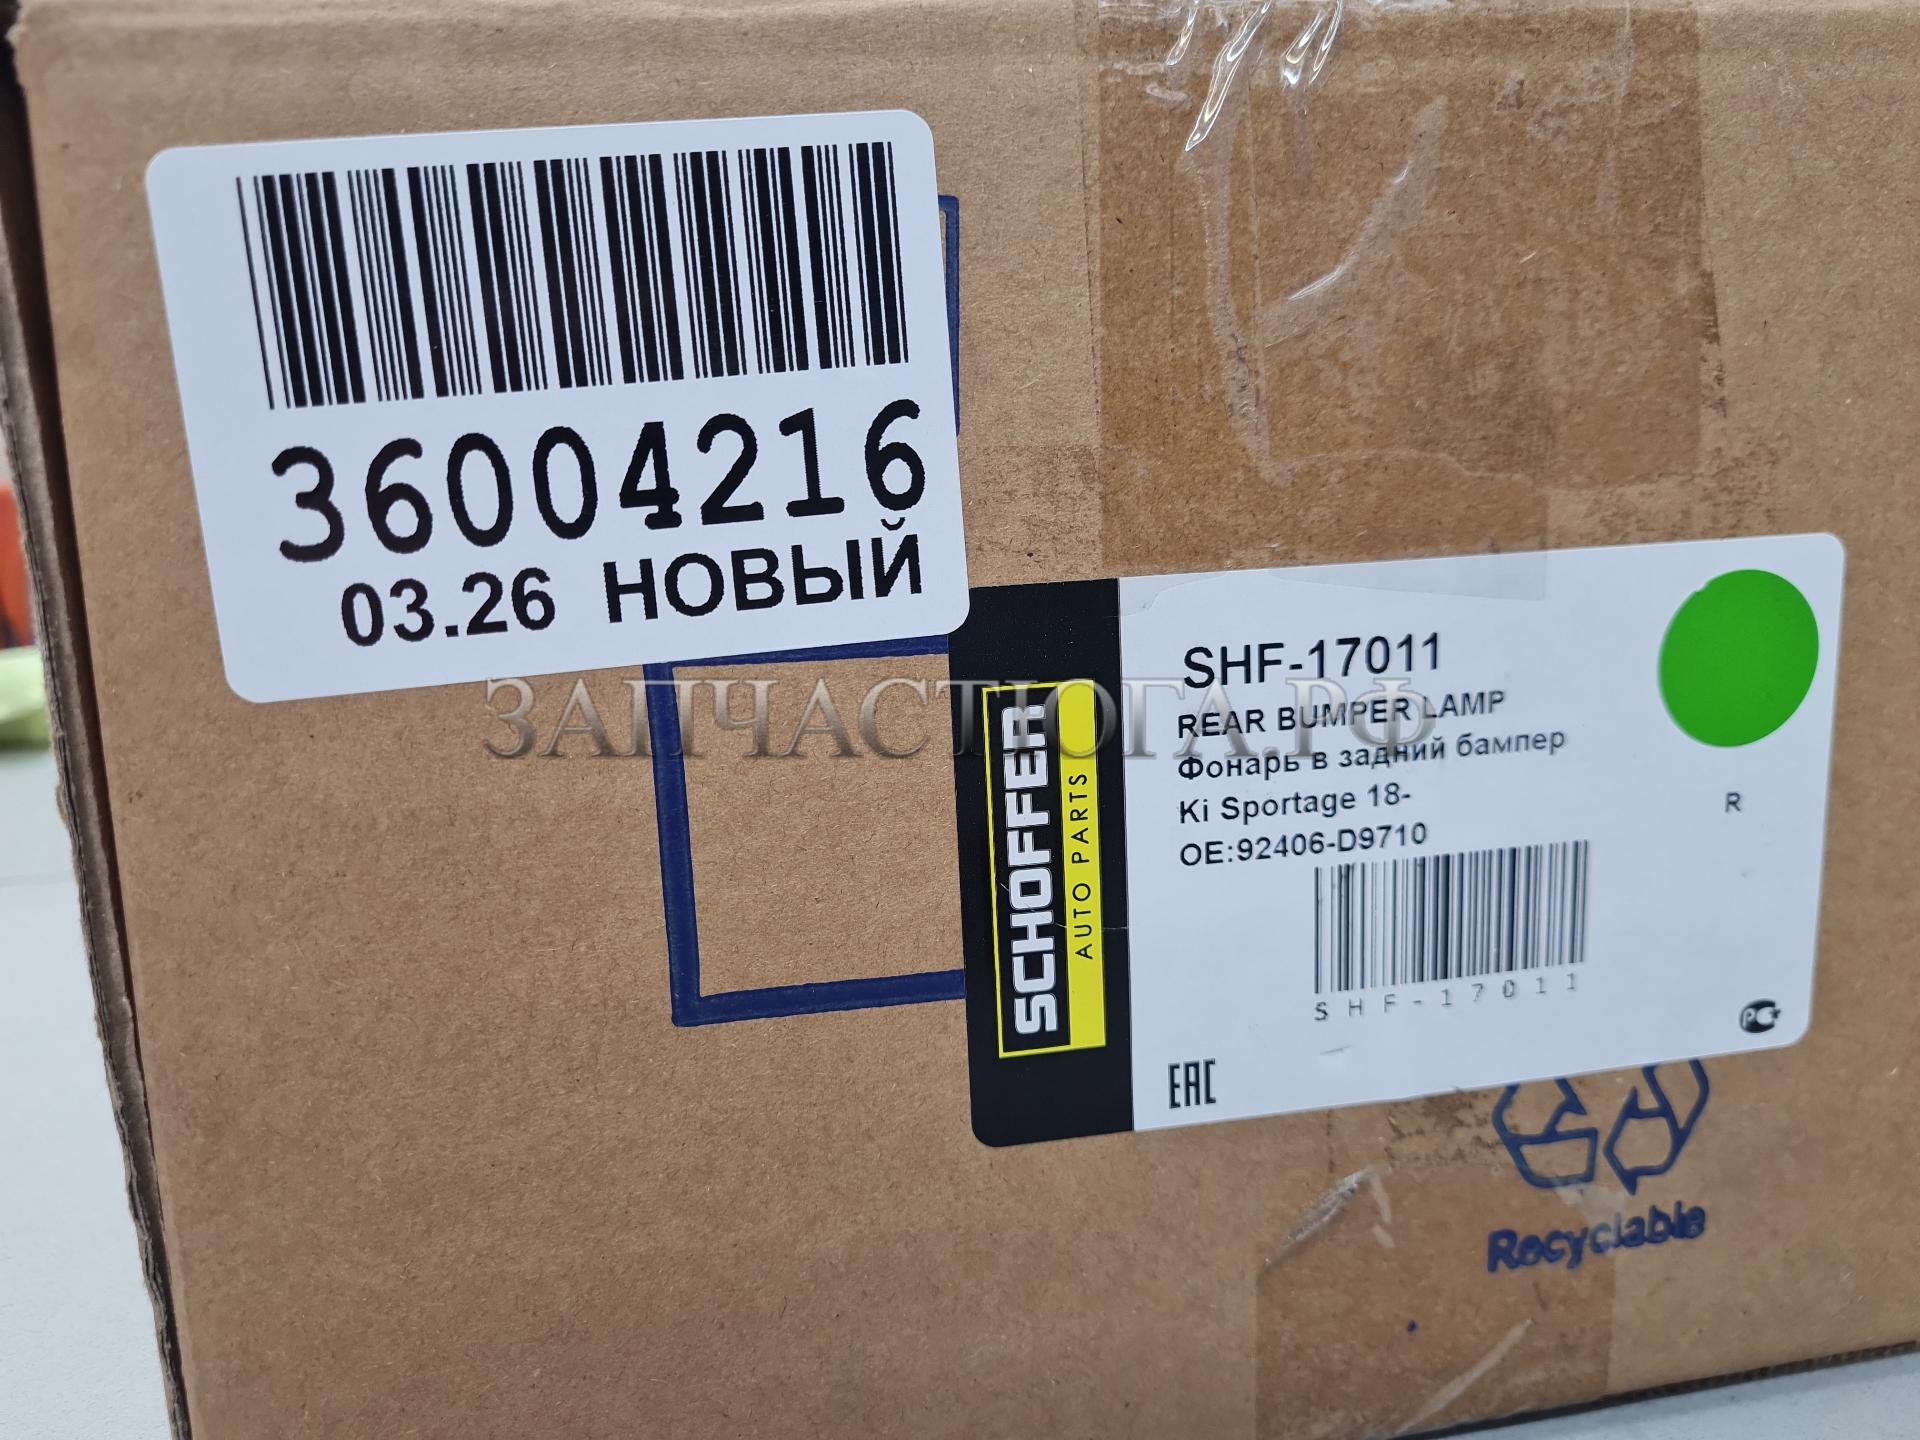 36004216
03.26 НОВЫЙ
ЗАПЧАСТЮГА.РФ
SCHOFFER
AUTO PARTS
SHF-17011
REAR BUMPER LAMP
Фонарь в задний бампер
Ki Sportage 18-
R
OE:92406-D9710
SHF-17011
EAC
РСТ
Recyclable